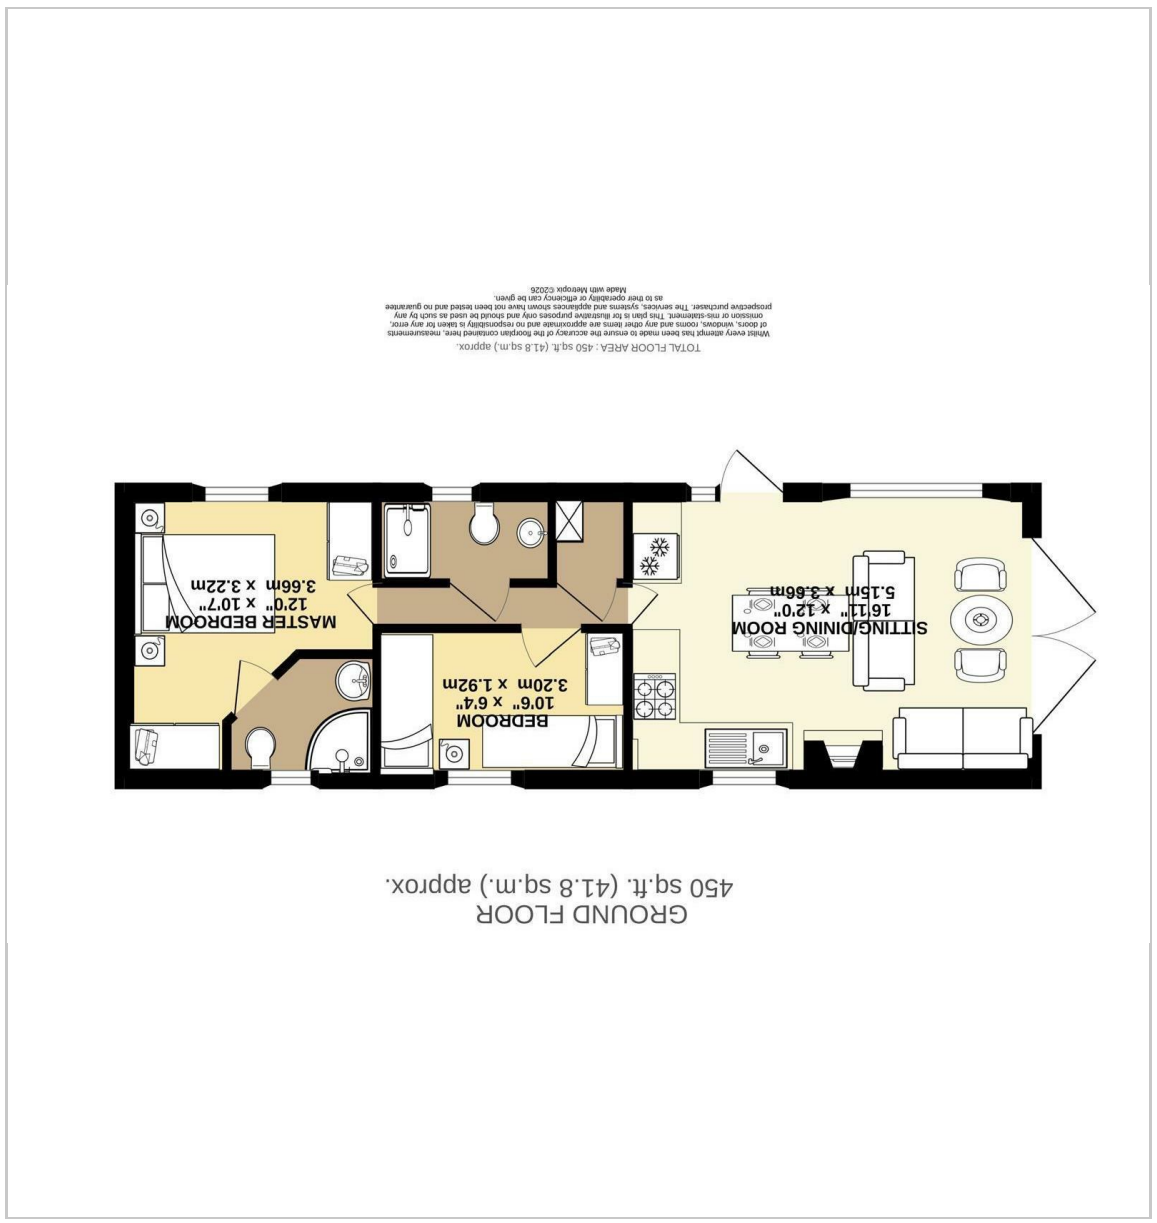 GROUND FLOOR
450 sq.ft. (41.8 sq.m.) approx.
BEDROOM
10'6" x 6'4"
3.20m x 1.92m
SITTING/DINING ROOM
16'11" x 12'0"
5.15m x 3.66m
MASTER BEDROOM
12'0" x 10'7"
3.66m x 3.22m
TOTAL FLOOR AREA : 450 sq.ft. (41.8 sq.m.) approx.
Whilst every attempt has been made to ensure the accuracy of the floorplan contained here, measurements
of doors, windows, rooms and any other items are approximate and no responsibility is taken for any error,
omission or mis-statement. This plan is for illustrative purposes only and should be used as such by any
prospective purchaser. The services, systems and appliances shown have not been tested and no guarantee
as to their operability or efficiency can be given.
Made with Metropix ©2026